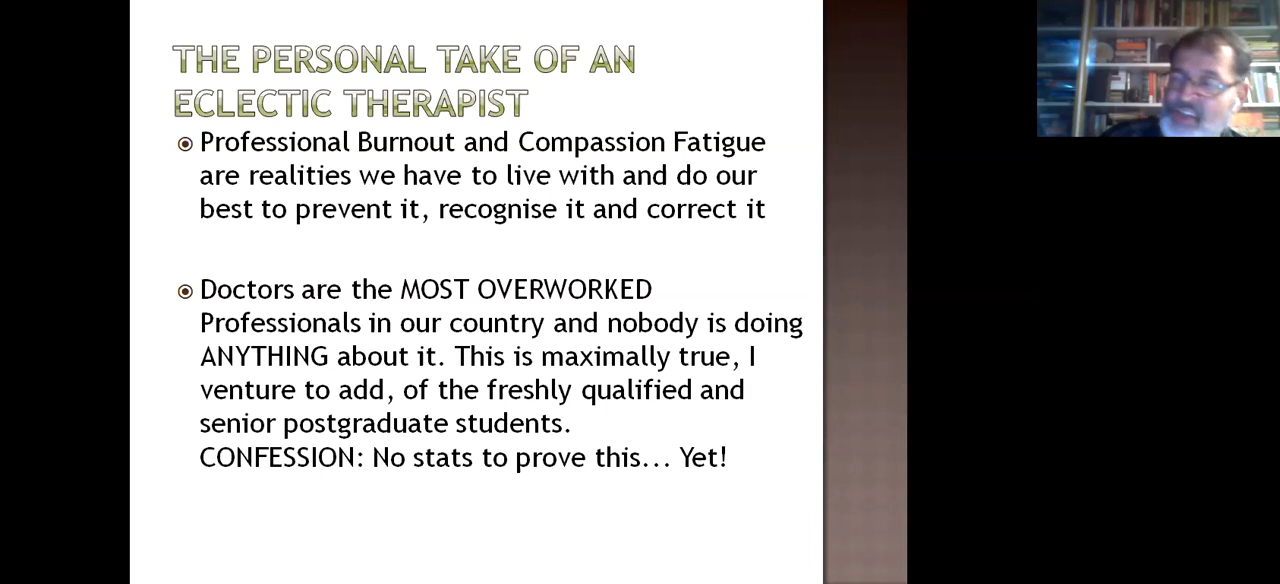 THE PERSONAL TAKE OF AN
ECLECTIC THERAPIST
Professional Burnout and Compassion Fatigue
are realities we have to live with and do our
best to prevent it, recognise it and correct it
Doctors are the MOST OVERWORKED
Professionals in our country and nobody is doing
ANYTHING about it. This is maximally true, I
venture to add, of the freshly qualified and
senior postgraduate students.
CONFESSION: No stats to prove this... Yet!